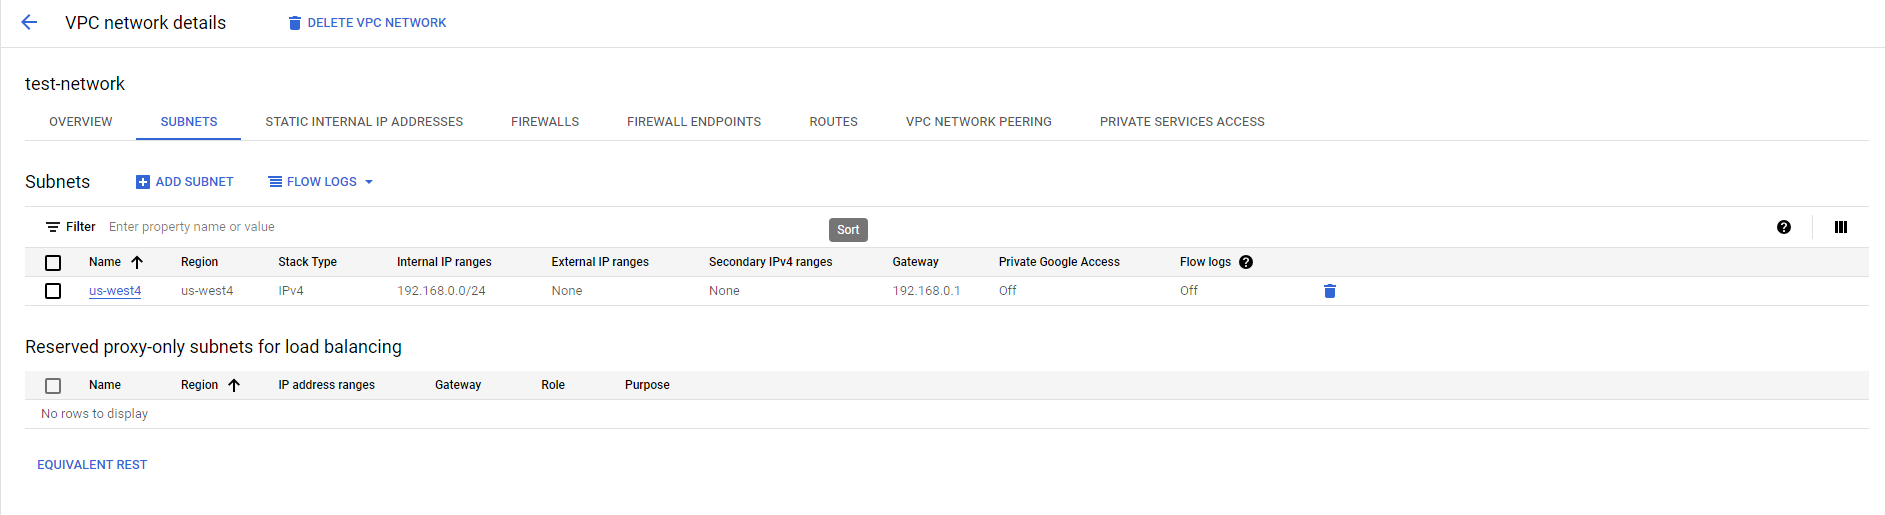 VPC network details DELETE VPC NETWORK
test-network
OVERVIEW SUBNETS STATIC INTERNAL IP ADDRESSES FIREWALLS FIREWALL ENDPOINTS ROUTES VPC NETWORK PEERING PRIVATE SERVICES ACCESS
Subnets ADD SUBNET FLOW LOGS
Filter Enter property name or value Sort
Name Region Stack Type Internal IP ranges External IP ranges Secondary IPv4 ranges Gateway Private Google Access Flow logs
us-west4 us-west4 IPv4 192.168.0.0/24 None None 192.168.0.1 Off Off
Reserved proxy-only subnets for load balancing
Name Region IP address ranges Gateway Role Purpose
No rows to display
EQUIVALENT REST